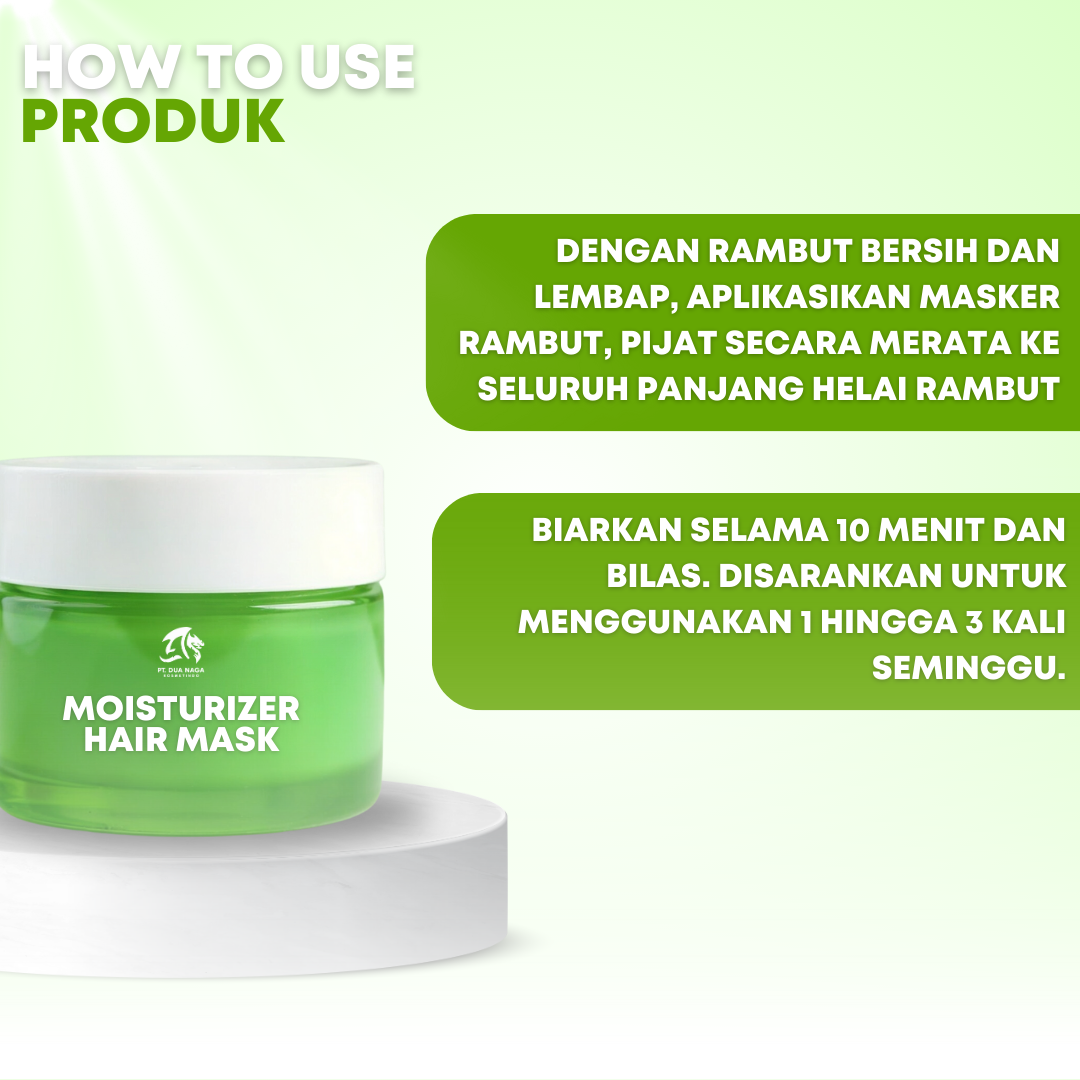 HOW TO USE
PRODUK
DENGAN RAMBUT BERSIH DAN
LEMBAP, APLIKASIKAN MASKER
RAMBUT, PIJAT SECARA MERATA KE
SELURUH PANJANG HELAI RAMBUT
BIARKAN SELAMA 10 MENIT DAN
BILAS. DISARANKAN UNTUK
MENGGUNAKAN 1 HINGGA 3 KALI
SEMINGGU.
PT. DUA NAGA
KOSMETINDO
MOISTURIZER
HAIR MASK